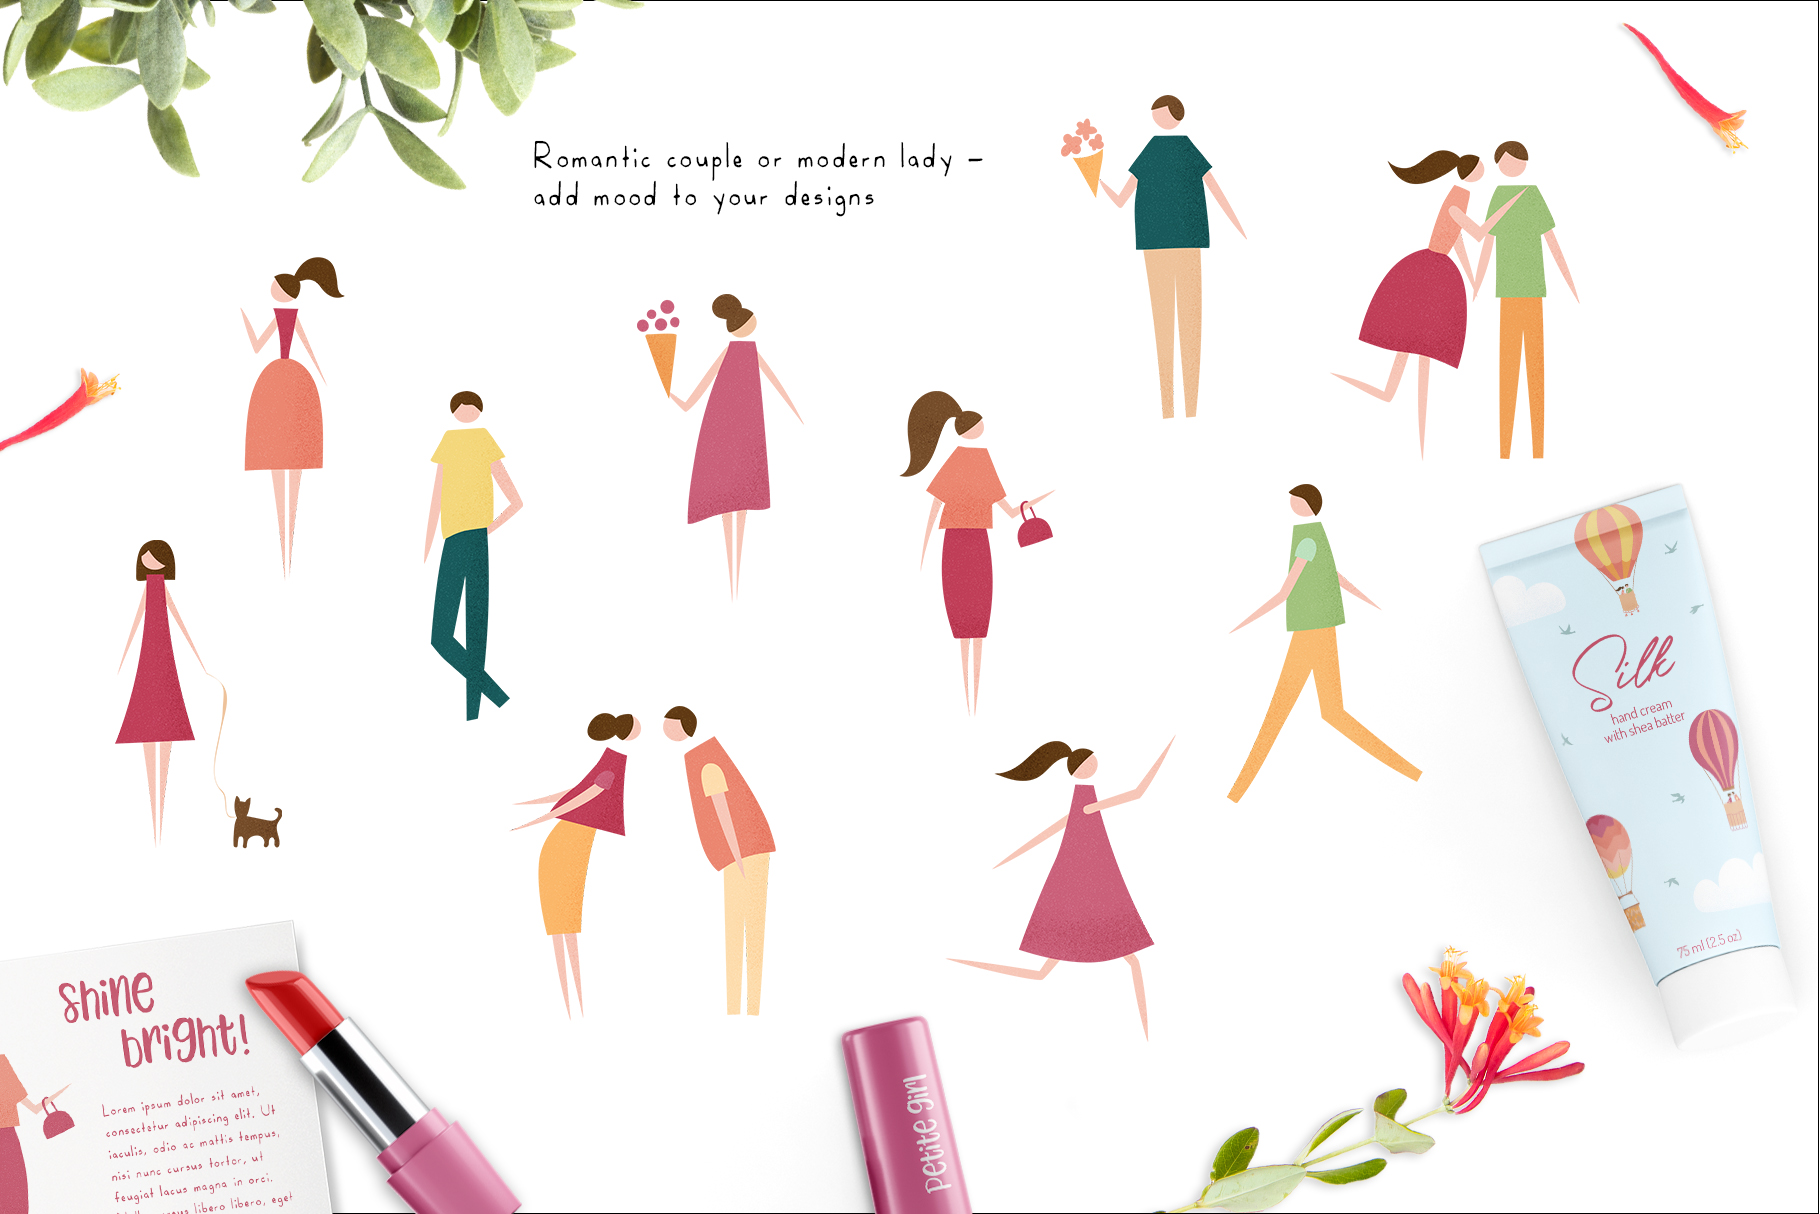 Romantic couple or modern lady –
add mood to your designs
Silk
hand cream
with shea batter
75 ml (2.5 oz)
shine
bright!
Lorem ipsum dolor sit amet,
consectetur adipiscing elit. Ut
iaculis, odio ac mattis tempus,
nisi nunc cursus tortor, ut
feugiat lacus magna in orci.
libero libero, eget
petite girl